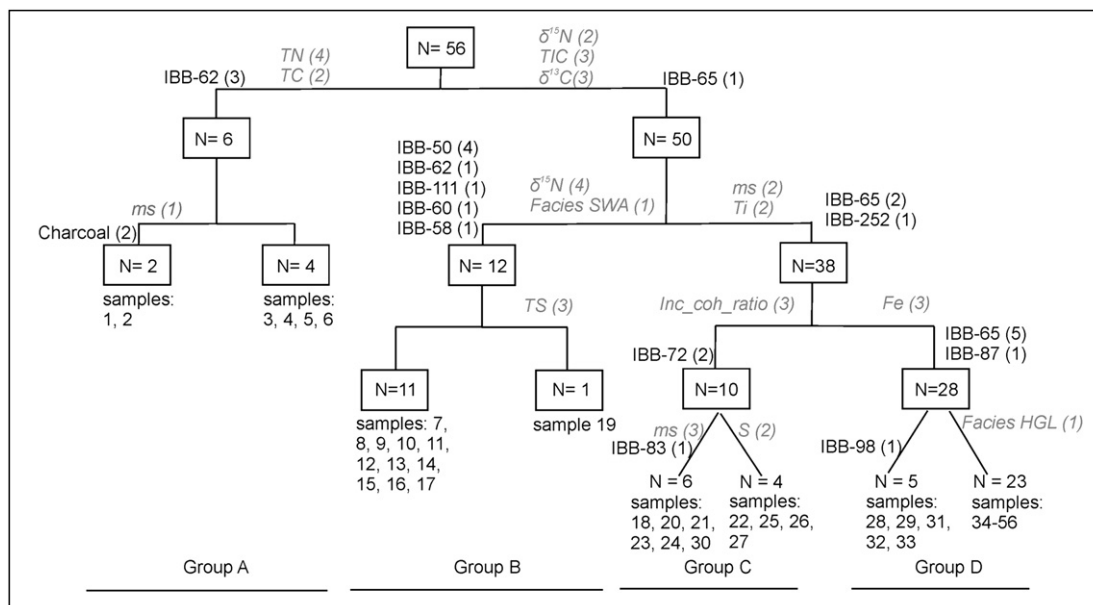 N= 56
TN (4)
TC (2)
δ¹⁵N (2)
TIC (3)
δ¹³C(3)
IBB-62 (3)
IBB-65 (1)
N= 6
N= 50
IBB-50 (4)
IBB-62 (1)
IBB-111 (1)
IBB-60 (1)
IBB-58 (1)
δ¹⁵N (4)
Facies SWA (1)
ms (2)
Ti (2)
IBB-65 (2)
IBB-252 (1)
ms (1)
Charcoal (2)
N= 2
samples:
1, 2
N= 4
samples:
3, 4, 5, 6
N= 12
N=38
TS (3)
Inc_coh_ratio (3)
Fe (3)
IBB-65 (5)
IBB-87 (1)
IBB-72 (2)
N=11
samples: 7,
8, 9, 10, 11,
12, 13, 14,
15, 16, 17
N= 1
sample 19
N=10
N=28
ms (3)
S (2)
IBB-83 (1)
Facies HGL (1)
IBB-98 (1)
N = 6
samples:
18, 20, 21,
23, 24, 30
N = 4
samples:
22, 25, 26,
27
N = 5
samples:
28, 29, 31,
32, 33
N = 23
samples:
34-56
Group A
Group B
Group C
Group D